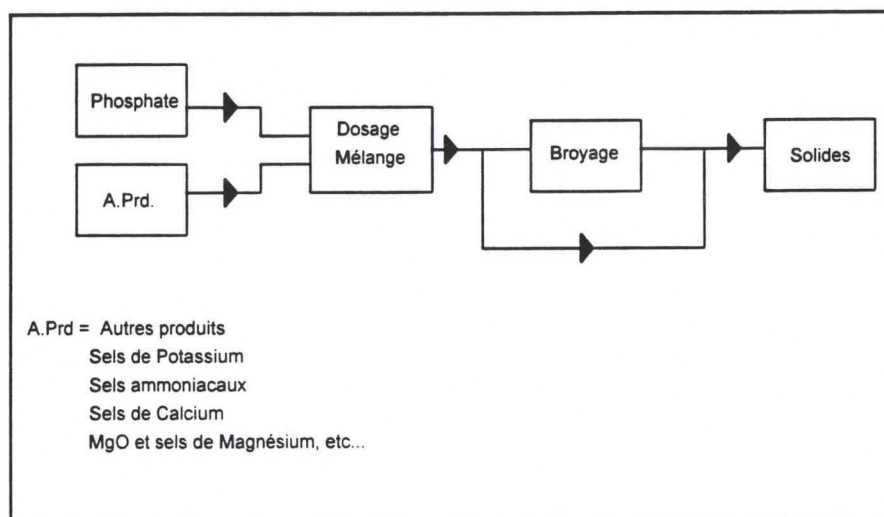 Phosphate
A.Prd.
Dosage
Mélange
Broyage
Solides
A.Prd = Autres produits
Sels de Potassium
Sels ammoniacaux
Sels de Calcium
MgO et sels de Magnésium, etc...